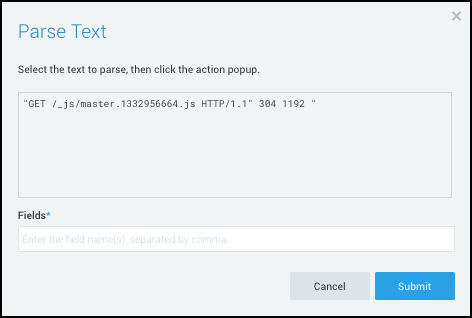 ×
Parse Text
Select the text to parse, then click the action popup.
"GET /_js/master.1332956664.js HTTP/1.1" 304 1192 "
Fields*
Enter the field name(s), separated by comma.
Cancel
Submit